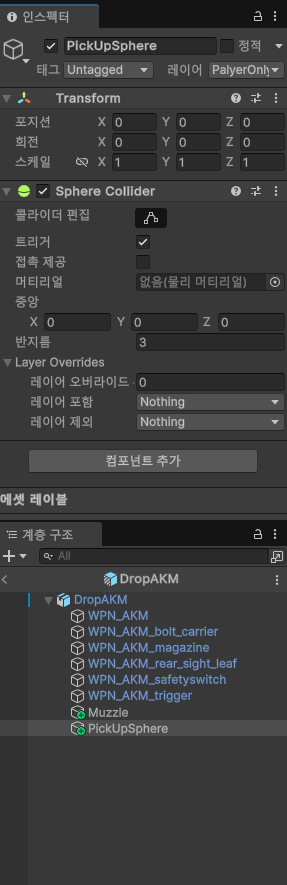 인스펙터
PickUpSphere 정적
태그 Untagged 레이어 PalyerOnly
Transform
포지션 X 0 Y 0 Z 0
회전 X 0 Y 0 Z 0
스케일 X 1 Y 1 Z 1
Sphere Collider
콜라이더 편집
트리거
접촉 제공
머티리얼 없음(물리 머티리얼)
중앙
X 0 Y 0 Z 0
반지름 3
Layer Overrides
레이어 오버라이드 0
레이어 포함 Nothing
레이어 제외 Nothing
컴포넌트 추가
에셋 레이블
계층 구조
All
DropAKM
DropAKM
WPN_AKM
WPN_AKM_bolt_carrier
WPN_AKM_magazine
WPN_AKM_rear_sight_leaf
WPN_AKM_safetyswitch
WPN_AKM_trigger
Muzzle
PickUpSphere